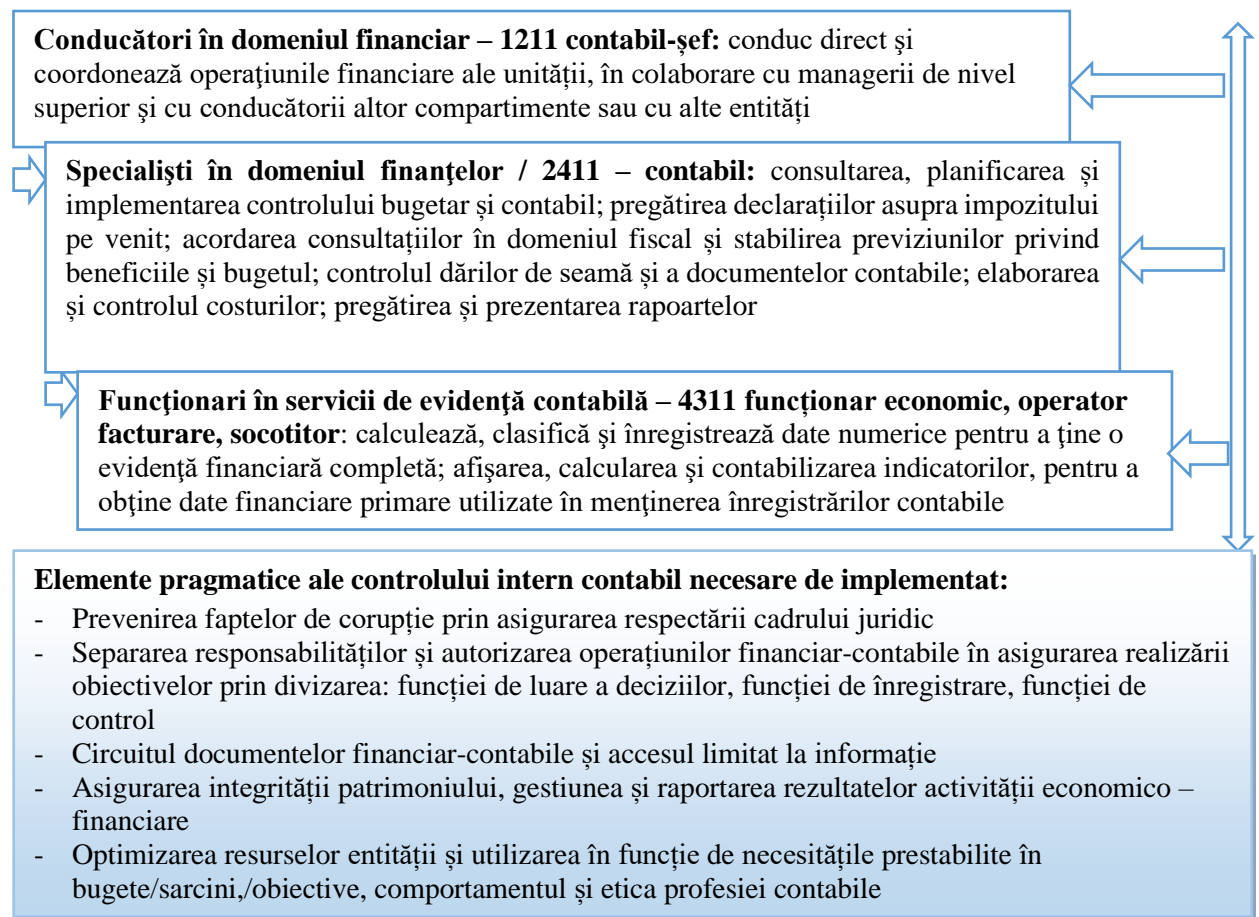 Conducători în domeniul financiar – 1211 contabil-șef: conduc direct şi
coordonează operaţiunile financiare ale unității, în colaborare cu managerii de nivel
superior şi cu conducătorii altor compartimente sau cu alte entități
Specialişti în domeniul finanţelor / 2411 – contabil: consultarea, planificarea și
implementarea controlului bugetar și contabil; pregătirea declarațiilor asupra impozitului
pe venit; acordarea consultațiilor în domeniul fiscal și stabilirea previziunilor privind
beneficiile și bugetul; controlul dărilor de seamă și a documentelor contabile; elaborarea
și controlul costurilor; pregătirea și prezentarea rapoartelor
Funcţionari în servicii de evidenţă contabilă – 4311 funcționar economic, operator
facturare, socotitor: calculează, clasifică şi înregistrează date numerice pentru a ţine o
evidenţă financiară completă; afişarea, calcularea şi contabilizarea indicatorilor, pentru a
obţine date financiare primare utilizate în menţinerea înregistrărilor contabile
Elemente pragmatice ale controlului intern contabil necesare de implementat:
- Prevenirea faptelor de corupție prin asigurarea respectării cadrului juridic
- Separarea responsabilităților și autorizarea operațiunilor financiar-contabile în asigurarea realizării
obiectivelor prin divizarea: funcției de luare a deciziilor, funcției de înregistrare, funcției de
control
- Circuitul documentelor financiar-contabile și accesul limitat la informație
- Asigurarea integrității patrimoniului, gestiunea și raportarea rezultatelor activității economico –
financiare
- Optimizarea resurselor entității și utilizarea în funcție de necesitățile prestabilite în
bugete/sarcini,/obiective, comportamentul și etica profesiei contabile